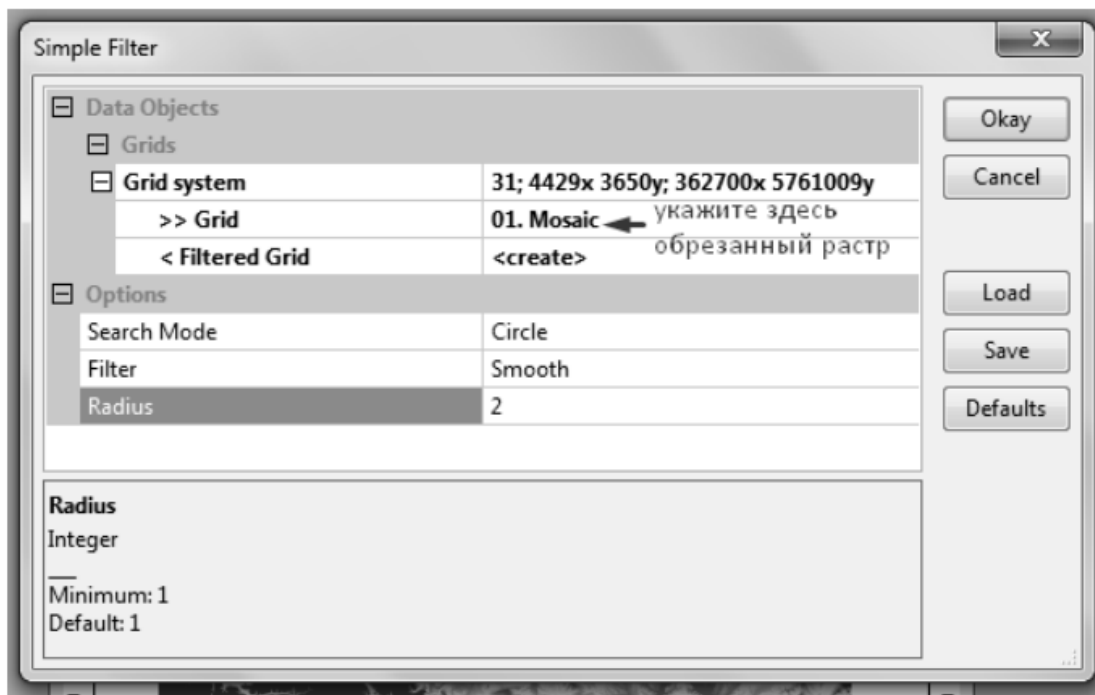 Simple Filter
Data Objects
Grids
Grid system 31; 4429x 3650y; 362700x 5761009y
>> Grid 01. Mosaic укажите здесь
обрезанный растр
< Filtered Grid <create>
Options
Search Mode Circle
Filter Smooth
Radius 2
Okay
Cancel
Load
Save
Defaults
Radius
Integer
Minimum: 1
Default: 1